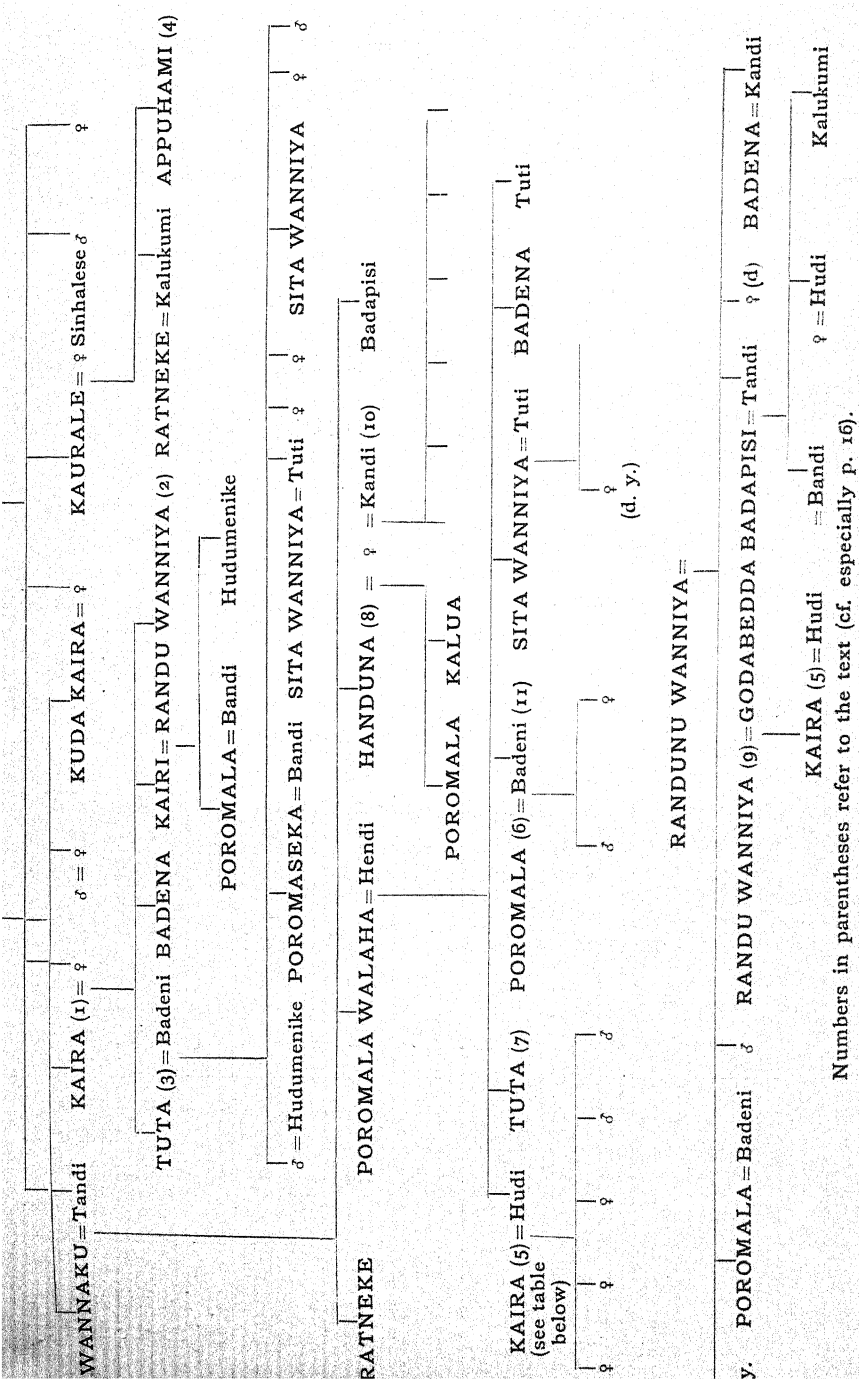 WANNAKU=Tandi KAIRA (1)=♀ ♂=♀ KUDA KAIRA=♀ KAURALE=♀ Sinhalese ♂ ♀
TUTA (3)=Badeni BADENA KAIRI=RANDU WANNIYA (2) RATNEKE=Kalukumi APPUHAMI (4)
POROMALA=Bandi Hudumenike
♂=Hudumenike POROMASEKA=Bandi SITA WANNIYA=Tuti ♀ ♀ SITA WANNIYA ♀ ♂
RATNEKE POROMALA WALAHA=Hendi HANDUNA (8)= ♀ =Kandi (10) Badapisi
POROMALA KALUA
KAIRA (5)=Hudi TUTA (7) POROMALA (6)=Badeni (11) SITA WANNIYA=Tuti BADENA Tuti
(see table
below)
♀ ♀ ♀ ♂ ♂ ♂ ♀ ♀
(d. y.)
RANDUNU WANNIYA=
y. POROMALA=Badeni ♂ RANDU WANNIYA (9)=GODABEDDA BADAPISI=Tandi ♀ (d) BADENA=Kandi
KAIRA (5)=Hudi =Bandi ♀=Hudi Kalukumi
Numbers in parentheses refer to the text (cf. especially p. 16).